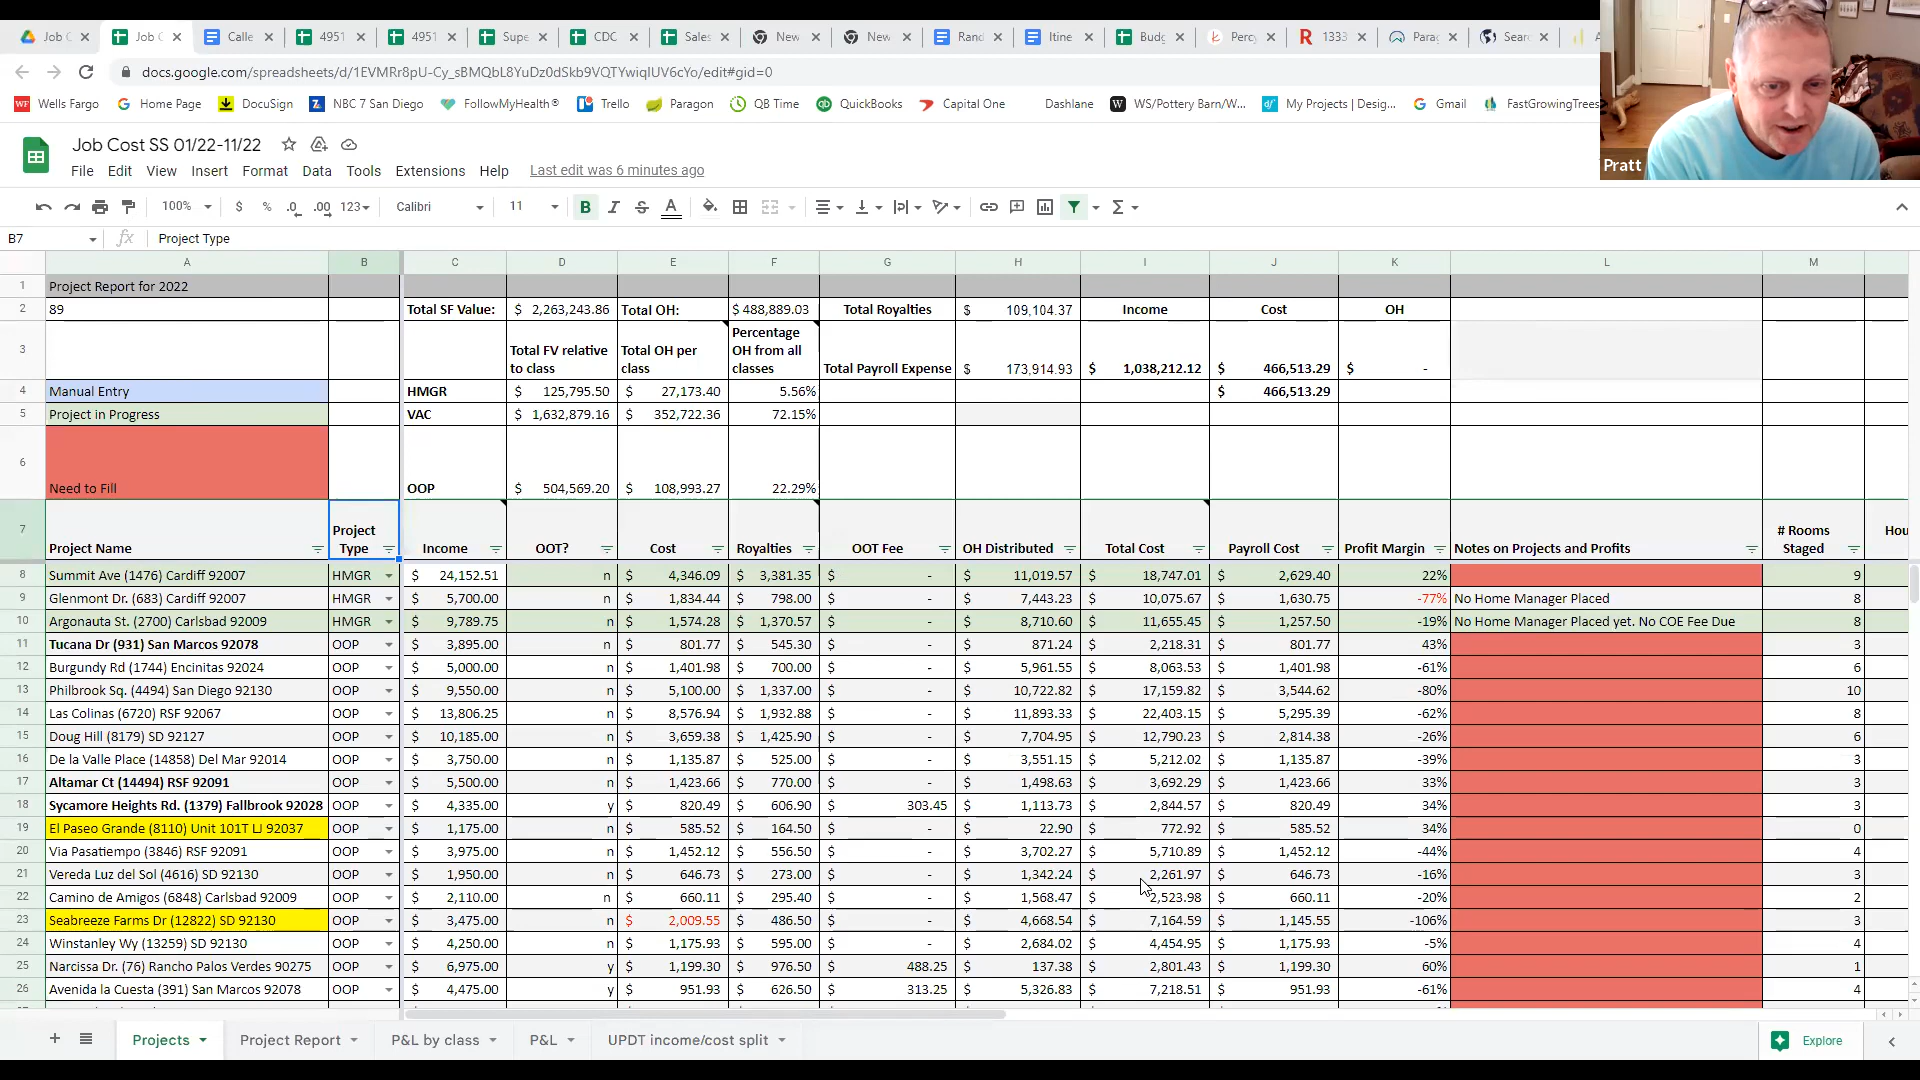 Job C
Job C
Calle
4951
4951
Supe
CDC
Sales
New
New
Rand
Itine
Budg
Percy
1333
Parag
Searc
docs.google.com/spreadsheets/d/1EVMRr8pU-Cy_sBMQbL8YuDz0dSkb9VQTYwiqIUV6cYo/edit#gid=0
Wells Fargo Home Page DocuSign NBC 7 San Diego FollowMyHealth® Trello Paragon QB Time QuickBooks Capital One Dashlane WS/Pottery Barn/W... My Projects | Desig... Gmail FastGrowingTrees
Pratt
Job Cost SS 01/22-11/22
File Edit View Insert Format Data Tools Extensions Help Last edit was 6 minutes ago
100% $ % .0 .00 123 Calibri 11 B I S A
B7 fx Project Type
A B C D E F G H I J K L M
1 Project Report for 2022
2 89 Total SF Value: $ 2,263,243.86 Total OH: $ 488,889.03 Total Royalties $ 109,104.37 Income Cost OH
3 Total FV relative to class Total OH per class Percentage OH from all classes Total Payroll Expense $ 173,914.93 $ 1,038,212.12 $ 466,513.29 $ -
4 Manual Entry HMGR $ 125,795.50 $ 27,173.40 5.56% $ 466,513.29
5 Project in Progress VAC $ 1,632,879.16 $ 352,722.36 72.15%
6 Need to Fill OOP $ 504,569.20 $ 108,993.27 22.29%
7 Project Name Project Type Income OOT? Cost Royalties OOT Fee OH Distributed Total Cost Payroll Cost Profit Margin Notes on Projects and Profits # Rooms Staged Hou
8 Summit Ave (1476) Cardiff 92007 HMGR $ 24,152.51 n $ 4,346.09 $ 3,381.35 $ - $ 11,019.57 $ 18,747.01 $ 2,629.40 22% 9
9 Glenmont Dr. (683) Cardiff 92007 HMGR $ 5,700.00 n $ 1,834.44 $ 798.00 $ - $ 7,443.23 $ 10,075.67 $ 1,630.75 -77% No Home Manager Placed 8
10 Argonauta St. (2700) Carlsbad 92009 HMGR $ 9,789.75 n $ 1,574.28 $ 1,370.57 $ - $ 8,710.60 $ 11,655.45 $ 1,257.50 -19% No Home Manager Placed yet. No COE Fee Due 8
11 Tucana Dr (931) San Marcos 92078 OOP $ 3,895.00 n $ 801.77 $ 545.30 $ - $ 871.24 $ 2,218.31 $ 801.77 43% 3
12 Burgundy Rd (1744) Encinitas 92024 OOP $ 5,000.00 n $ 1,401.98 $ 700.00 $ - $ 5,961.55 $ 8,063.53 $ 1,401.98 -61% 6
13 Philbrook Sq. (4494) San Diego 92130 OOP $ 9,550.00 n $ 5,100.00 $ 1,337.00 $ - $ 10,722.82 $ 17,159.82 $ 3,544.62 -80% 10
14 Las Colinas (6720) RSF 92067 OOP $ 13,806.25 n $ 8,576.94 $ 1,932.88 $ - $ 11,893.33 $ 22,403.15 $ 5,295.39 -62% 8
15 Doug Hill (8179) SD 92127 OOP $ 10,185.00 n $ 3,659.38 $ 1,425.90 $ - $ 7,704.95 $ 12,790.23 $ 2,814.38 -26% 6
16 De la Valle Place (14858) Del Mar 92014 OOP $ 3,750.00 n $ 1,135.87 $ 525.00 $ - $ 3,551.15 $ 5,212.02 $ 1,135.87 -39% 3
17 Altamar Ct (14494) RSF 92091 OOP $ 5,500.00 n $ 1,423.66 $ 770.00 $ - $ 1,498.63 $ 3,692.29 $ 1,423.66 33% 3
18 Sycamore Heights Rd. (1379) Fallbrook 92028 OOP $ 4,335.00 y $ 820.49 $ 606.90 $ 303.45 $ 1,113.73 $ 2,844.57 $ 820.49 34% 3
19 El Paseo Grande (8110) Unit 101T LJ 92037 OOP $ 1,175.00 n $ 585.52 $ 164.50 $ - $ 22.90 $ 772.92 $ 585.52 34% 0
20 Via Pasatiempo (3846) RSF 92091 OOP $ 3,975.00 n $ 1,452.12 $ 556.50 $ - $ 3,702.27 $ 5,710.89 $ 1,452.12 -44% 4
21 Vereda Luz del Sol (4616) SD 92130 OOP $ 1,950.00 n $ 646.73 $ 273.00 $ - $ 1,342.24 $ 2,261.97 $ 646.73 -16% 3
22 Camino de Amigos (6848) Carlsbad 92009 OOP $ 2,110.00 n $ 660.11 $ 295.40 $ - $ 1,568.47 $ 2,523.98 $ 660.11 -20% 2
23 Seabreeze Farms Dr (12822) SD 92130 OOP $ 3,475.00 n $ 2,009.55 $ 486.50 $ - $ 4,668.54 $ 7,164.59 $ 1,145.55 -106% 3
24 Winstanley Wy (13259) SD 92130 OOP $ 4,250.00 n $ 1,175.93 $ 595.00 $ - $ 2,684.02 $ 4,454.95 $ 1,175.93 -5% 4
25 Narcissa Dr. (76) Rancho Palos Verdes 90275 OOP $ 6,975.00 y $ 1,199.30 $ 976.50 $ 488.25 $ 137.38 $ 2,801.43 $ 1,199.30 60% 1
26 Avenida la Cuesta (391) San Marcos 92078 OOP $ 4,475.00 y $ 951.93 $ 626.50 $ 313.25 $ 5,326.83 $ 7,218.51 $ 951.93 -61% 4
Projects Project Report P&L by class P&L UPDT income/cost split Explore